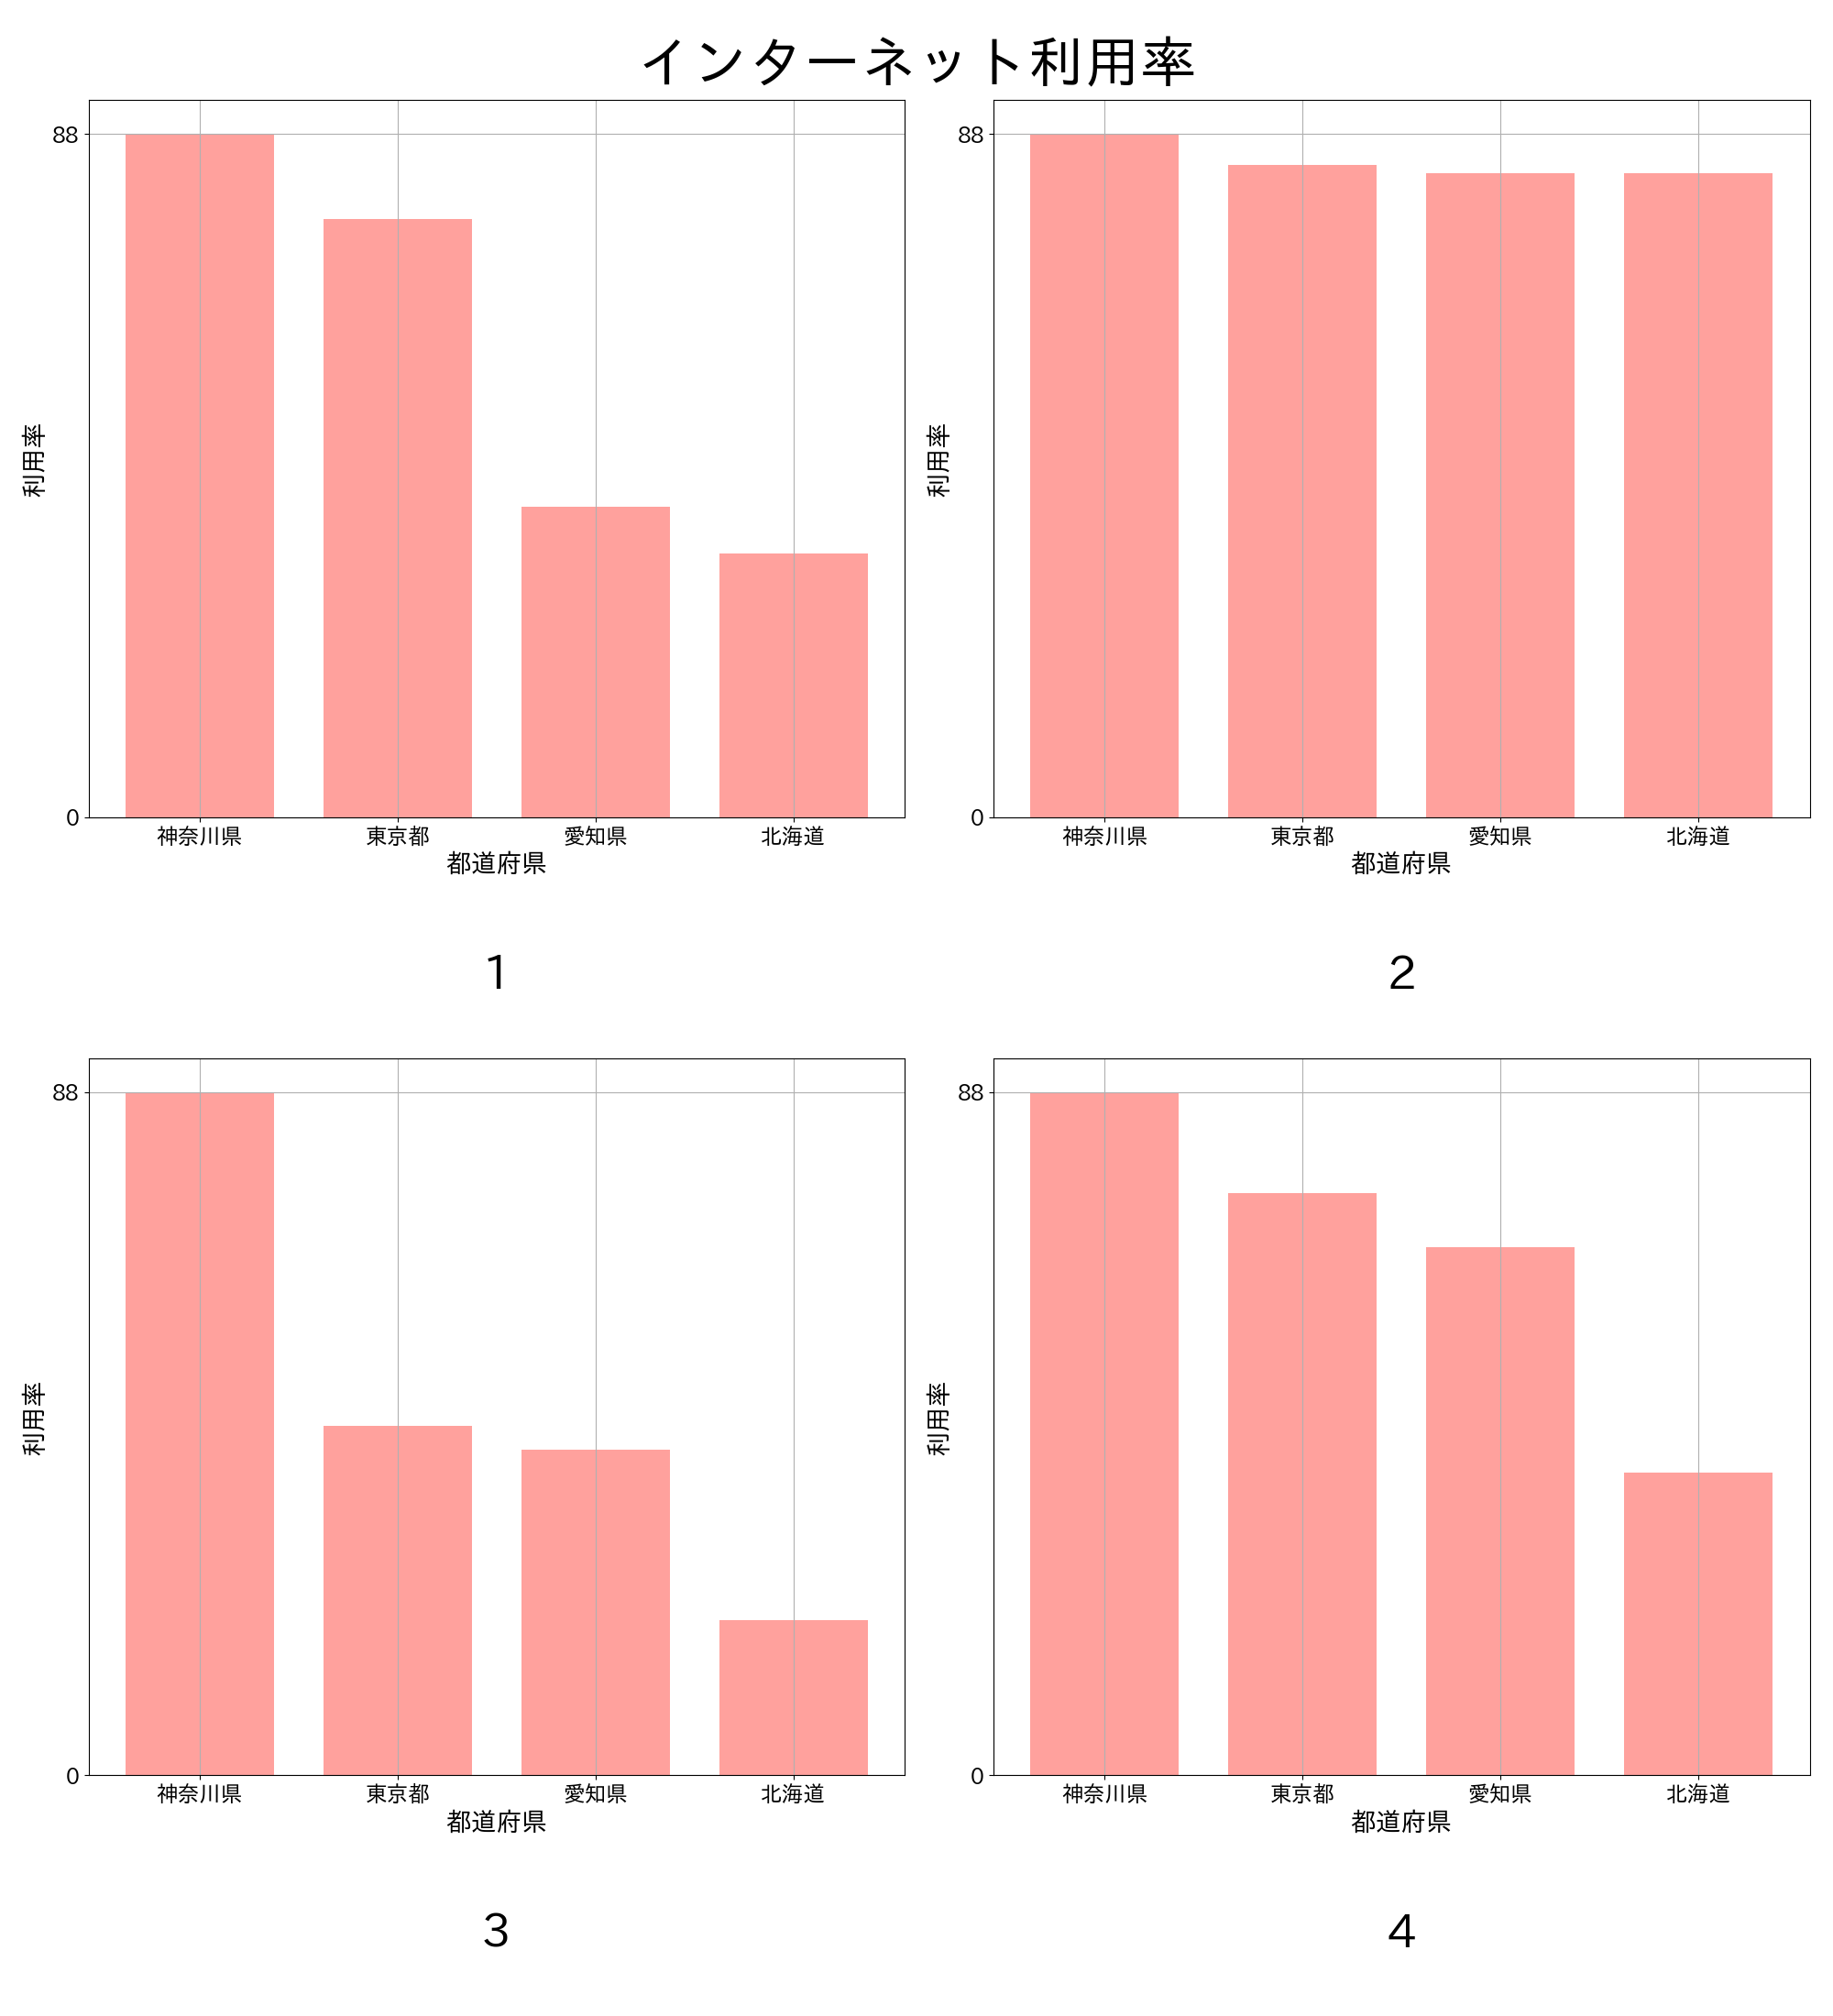 インターネット利用率
88
0
利用率
神奈川県 東京都 愛知県 北海道
都道府県
1
88
0
利用率
神奈川県 東京都 愛知県 北海道
都道府県
2
88
0
利用率
神奈川県 東京都 愛知県 北海道
都道府県
3
88
0
利用率
神奈川県 東京都 愛知県 北海道
都道府県
4